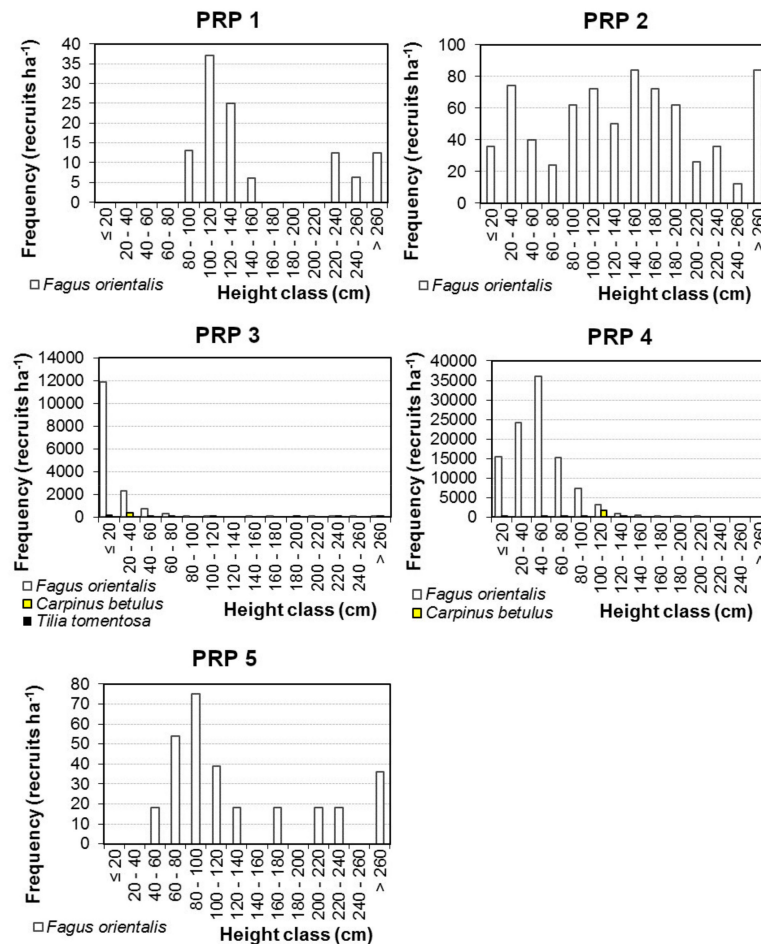 PRP 1
Frequency (recruits ha-1)
40
35
30
25
20
15
10
5
0
≤ 20
20 - 40
40 - 60
60 - 80
80 - 100
100 - 120
120 - 140
140 - 160
160 - 180
180 - 200
200 - 220
220 - 240
240 - 260
> 260
Fagus orientalis
Height class (cm)
PRP 2
Frequency (recruits ha-1)
100
80
60
40
20
0
≤ 20
20 - 40
40 - 60
60 - 80
80 - 100
100 - 120
120 - 140
140 - 160
160 - 180
180 - 200
200 - 220
220 - 240
240 - 260
> 260
Fagus orientalis
Height class (cm)
PRP 3
Frequency (recruits ha-1)
14000
12000
10000
8000
6000
4000
2000
0
≤ 20
20 - 40
40 - 60
60 - 80
80 - 100
100 - 120
120 - 140
140 - 160
160 - 180
180 - 200
200 - 220
220 - 240
240 - 260
> 260
Fagus orientalis
Carpinus betulus
Tilia tomentosa
Height class (cm)
PRP 4
Frequency (recruits ha-1)
40000
35000
30000
25000
20000
15000
10000
5000
0
≤ 20
20 - 40
40 - 60
60 - 80
80 - 100
100 - 120
120 - 140
140 - 160
160 - 180
180 - 200
200 - 220
220 - 240
240 - 260
> 260
Fagus orientalis
Carpinus betulus
Height class (cm)
PRP 5
Frequency (recruits ha-1)
80
70
60
50
40
30
20
10
0
≤ 20
20 - 40
40 - 60
60 - 80
80 - 100
100 - 120
120 - 140
140 - 160
160 - 180
180 - 200
200 - 220
220 - 240
240 - 260
> 260
Fagus orientalis
Height class (cm)